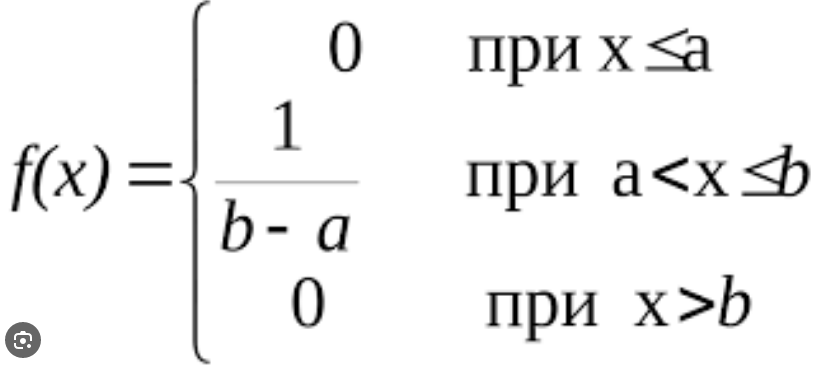 0 при x ≤ a
f(x) = { 1/(b - a) при a < x ≤ b
0 при x > b